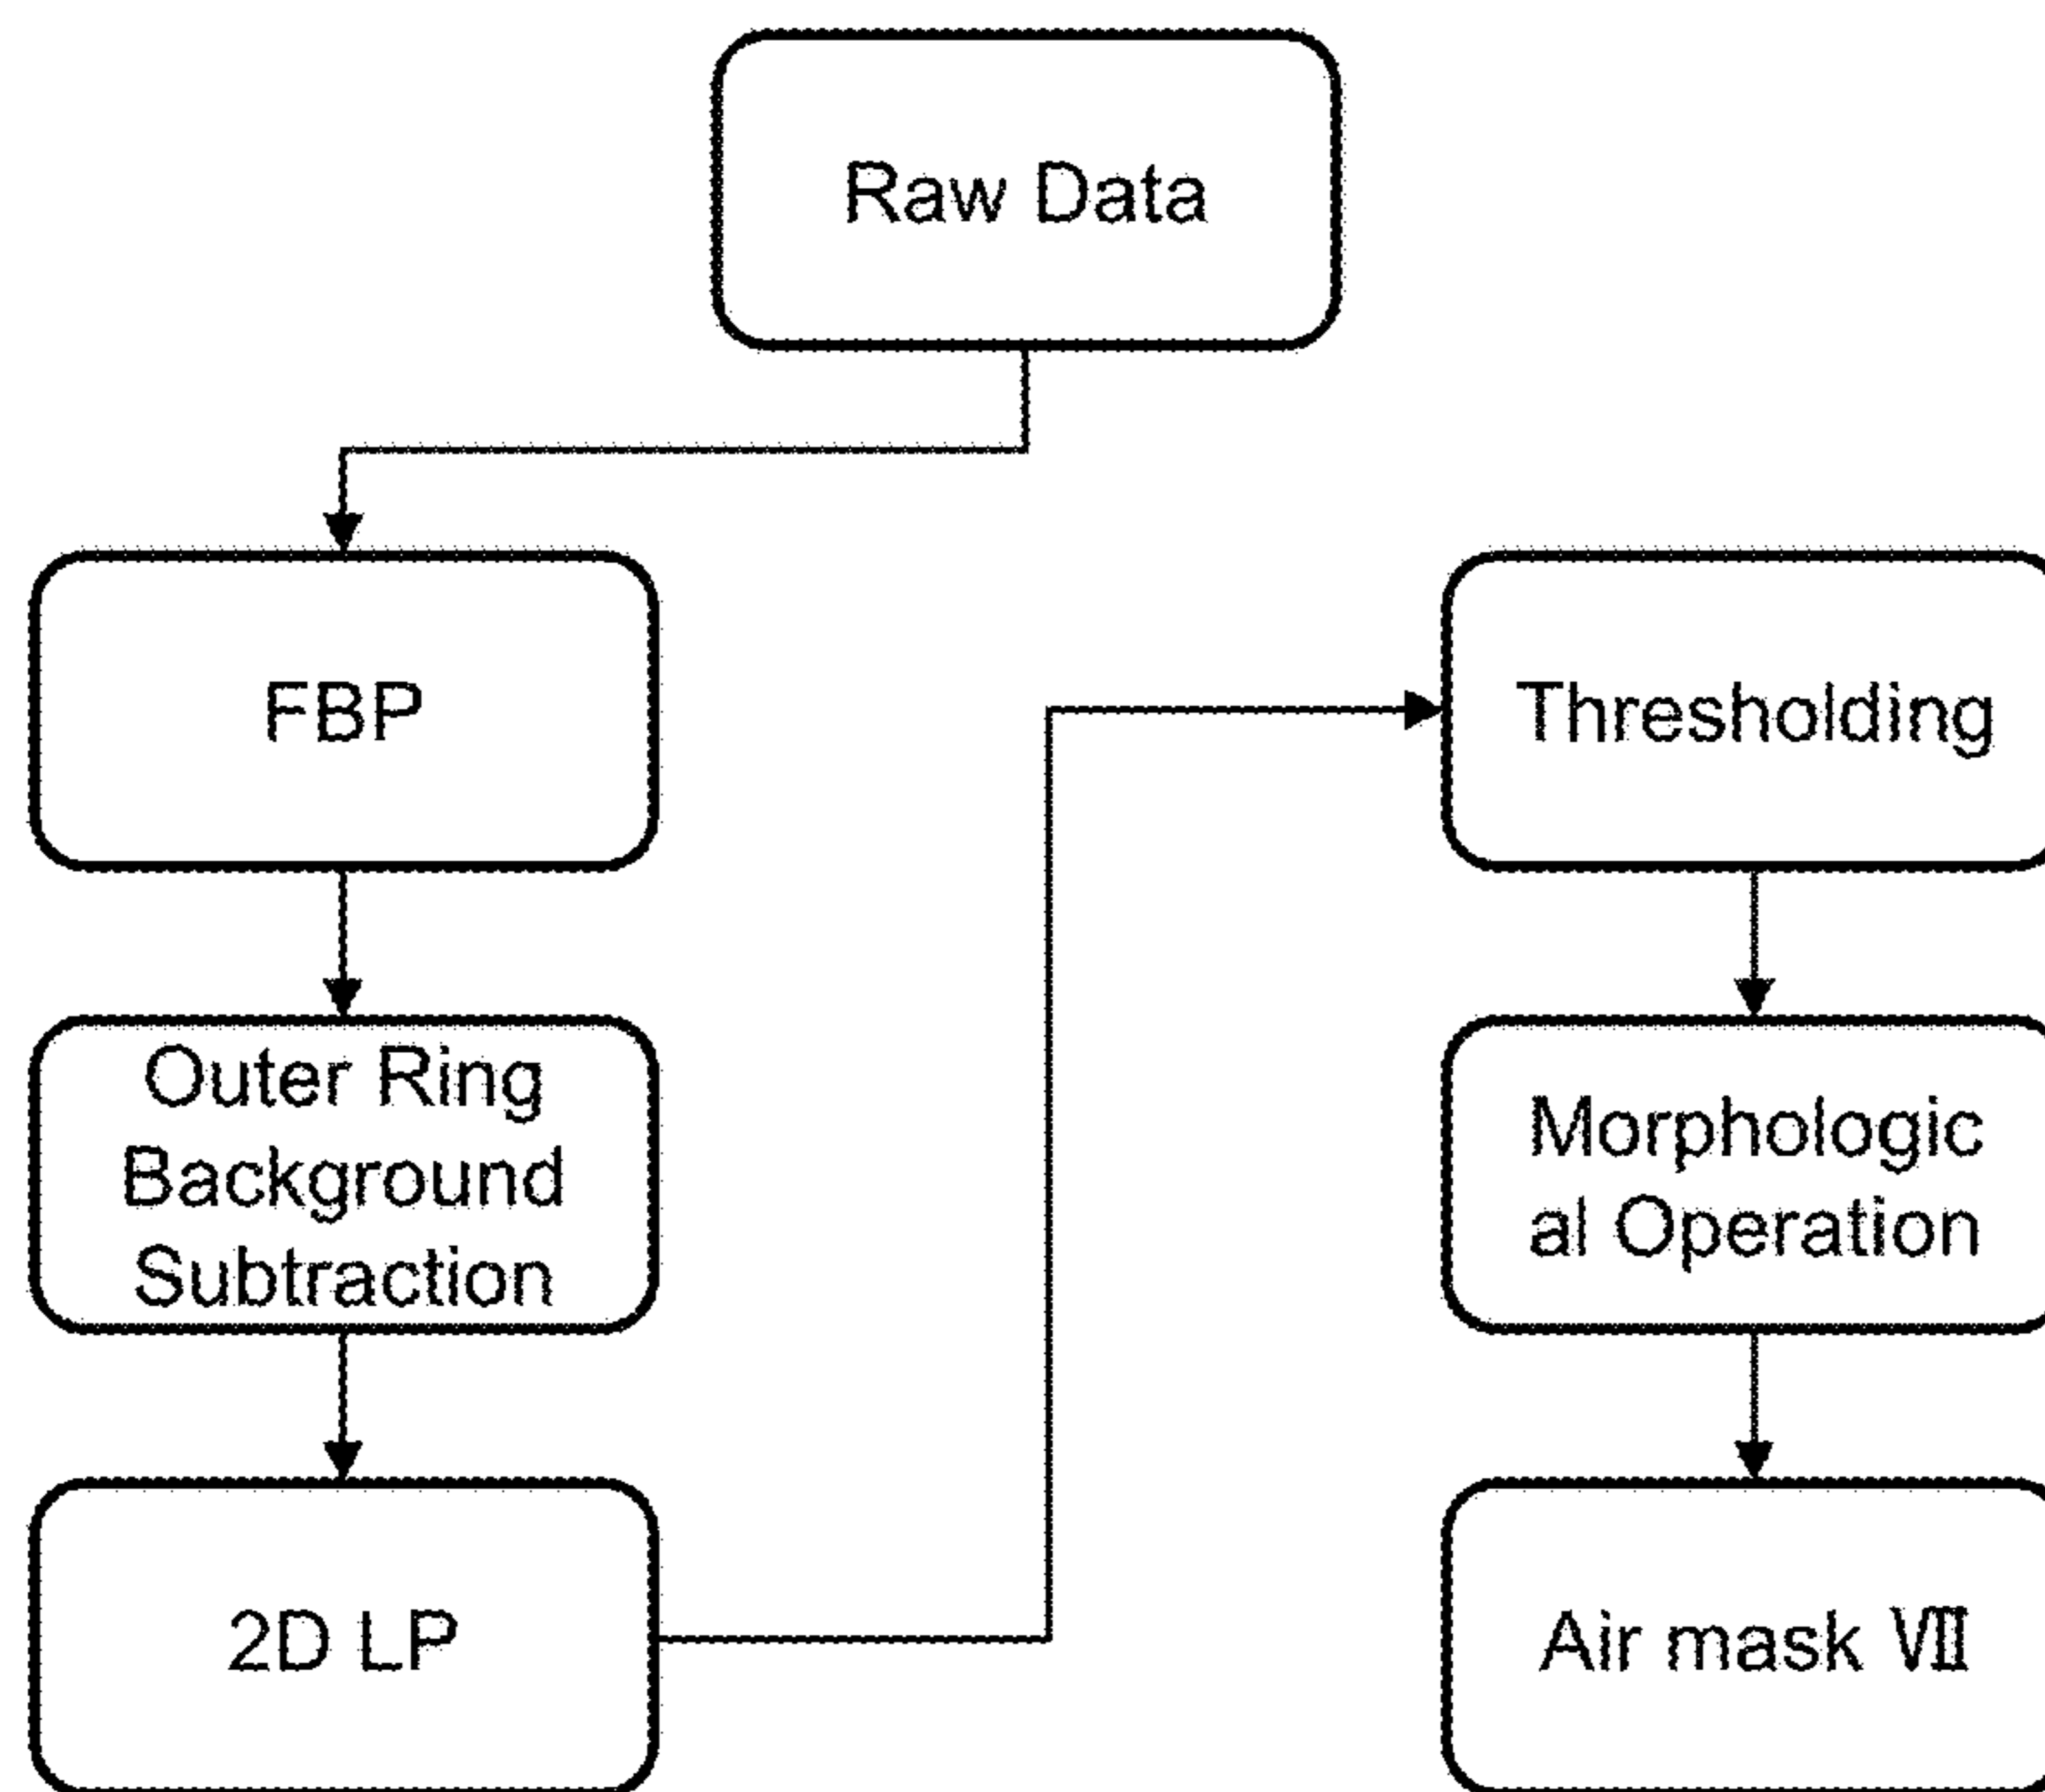 Raw Data
FBP
Outer Ring
Background
Subtraction
2D LP
Thresholding
Morphologic
al Operation
Air mask Ⅶ